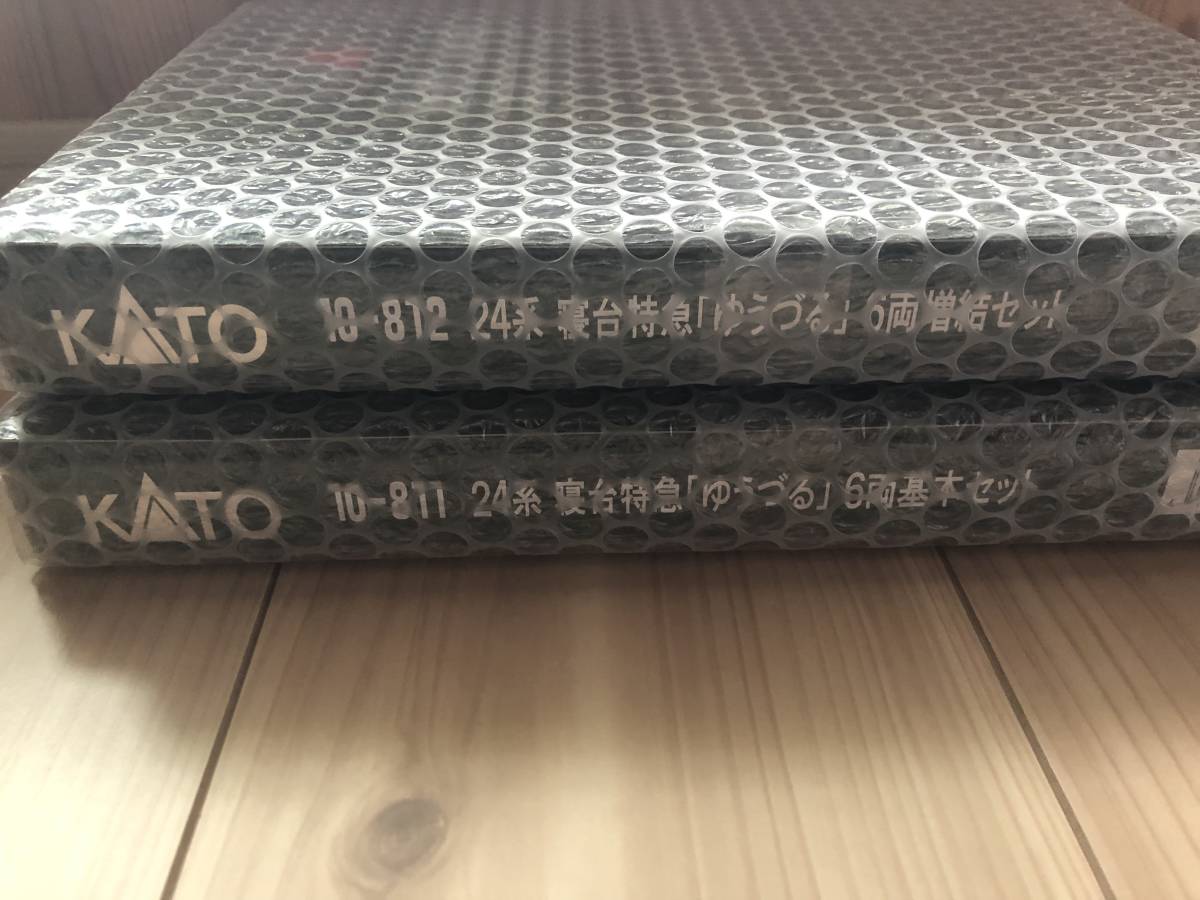 KATO 10-812 24系 寝台特急「ゆうづる」 6両増結セット
KATO 10-811 24系 寝台特急「ゆうづる」 6両基本セット